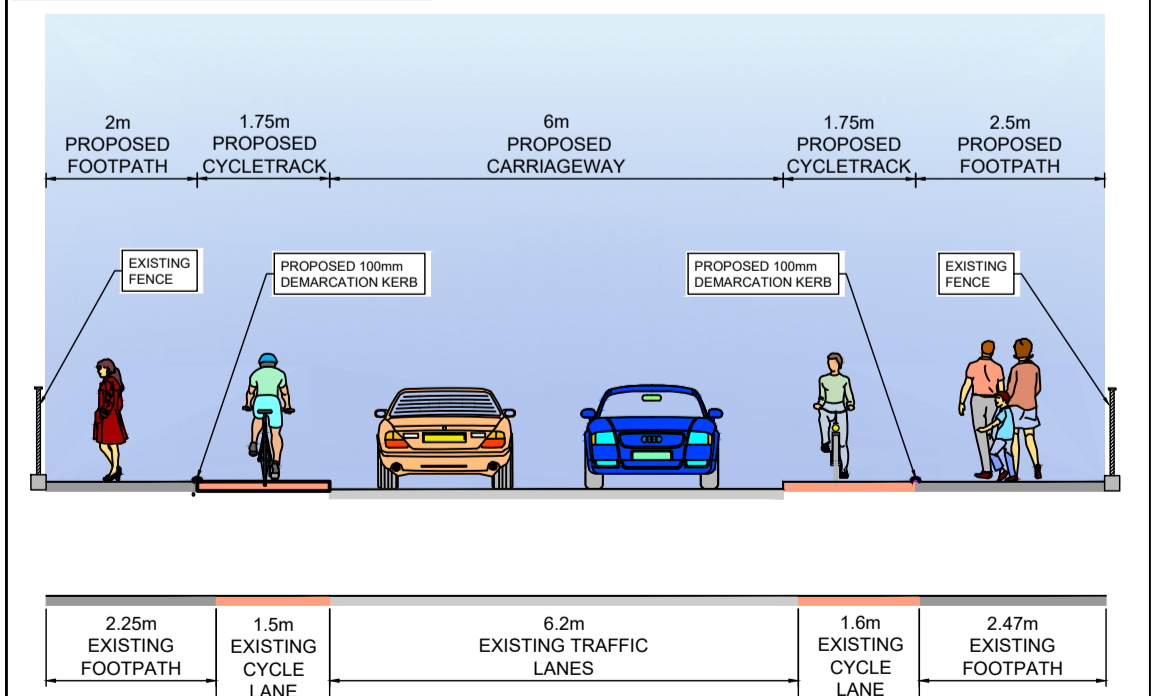 2m
PROPOSED
FOOTPATH
1.75m
PROPOSED
CYCLETRACK
6m
PROPOSED
CARRIAGEWAY
1.75m
PROPOSED
CYCLETRACK
2.5m
PROPOSED
FOOTPATH
EXISTING
FENCE
PROPOSED 100mm
DEMARCATION KERB
PROPOSED 100mm
DEMARCATION KERB
EXISTING
FENCE
2.25m
EXISTING
FOOTPATH
1.5m
EXISTING
CYCLE
LANE
6.2m
EXISTING TRAFFIC
LANES
1.6m
EXISTING
CYCLE
LANE
2.47m
EXISTING
FOOTPATH